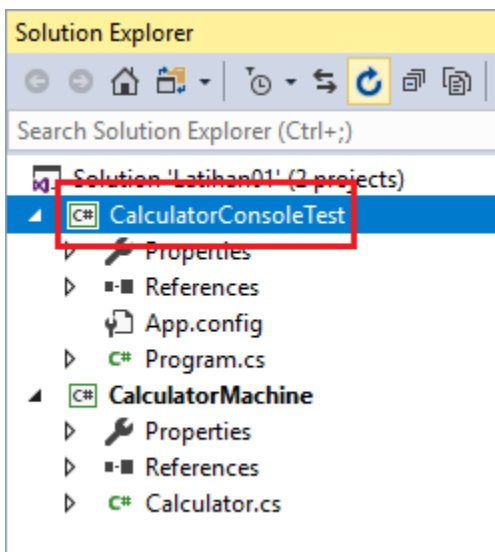 Solution Explorer
Search Solution Explorer (Ctrl+;)
Solution 'Latihan01' (2 projects)
C# CalculatorConsoleTest
Properties
References
App.config
C# Program.cs
C# CalculatorMachine
Properties
References
C# Calculator.cs